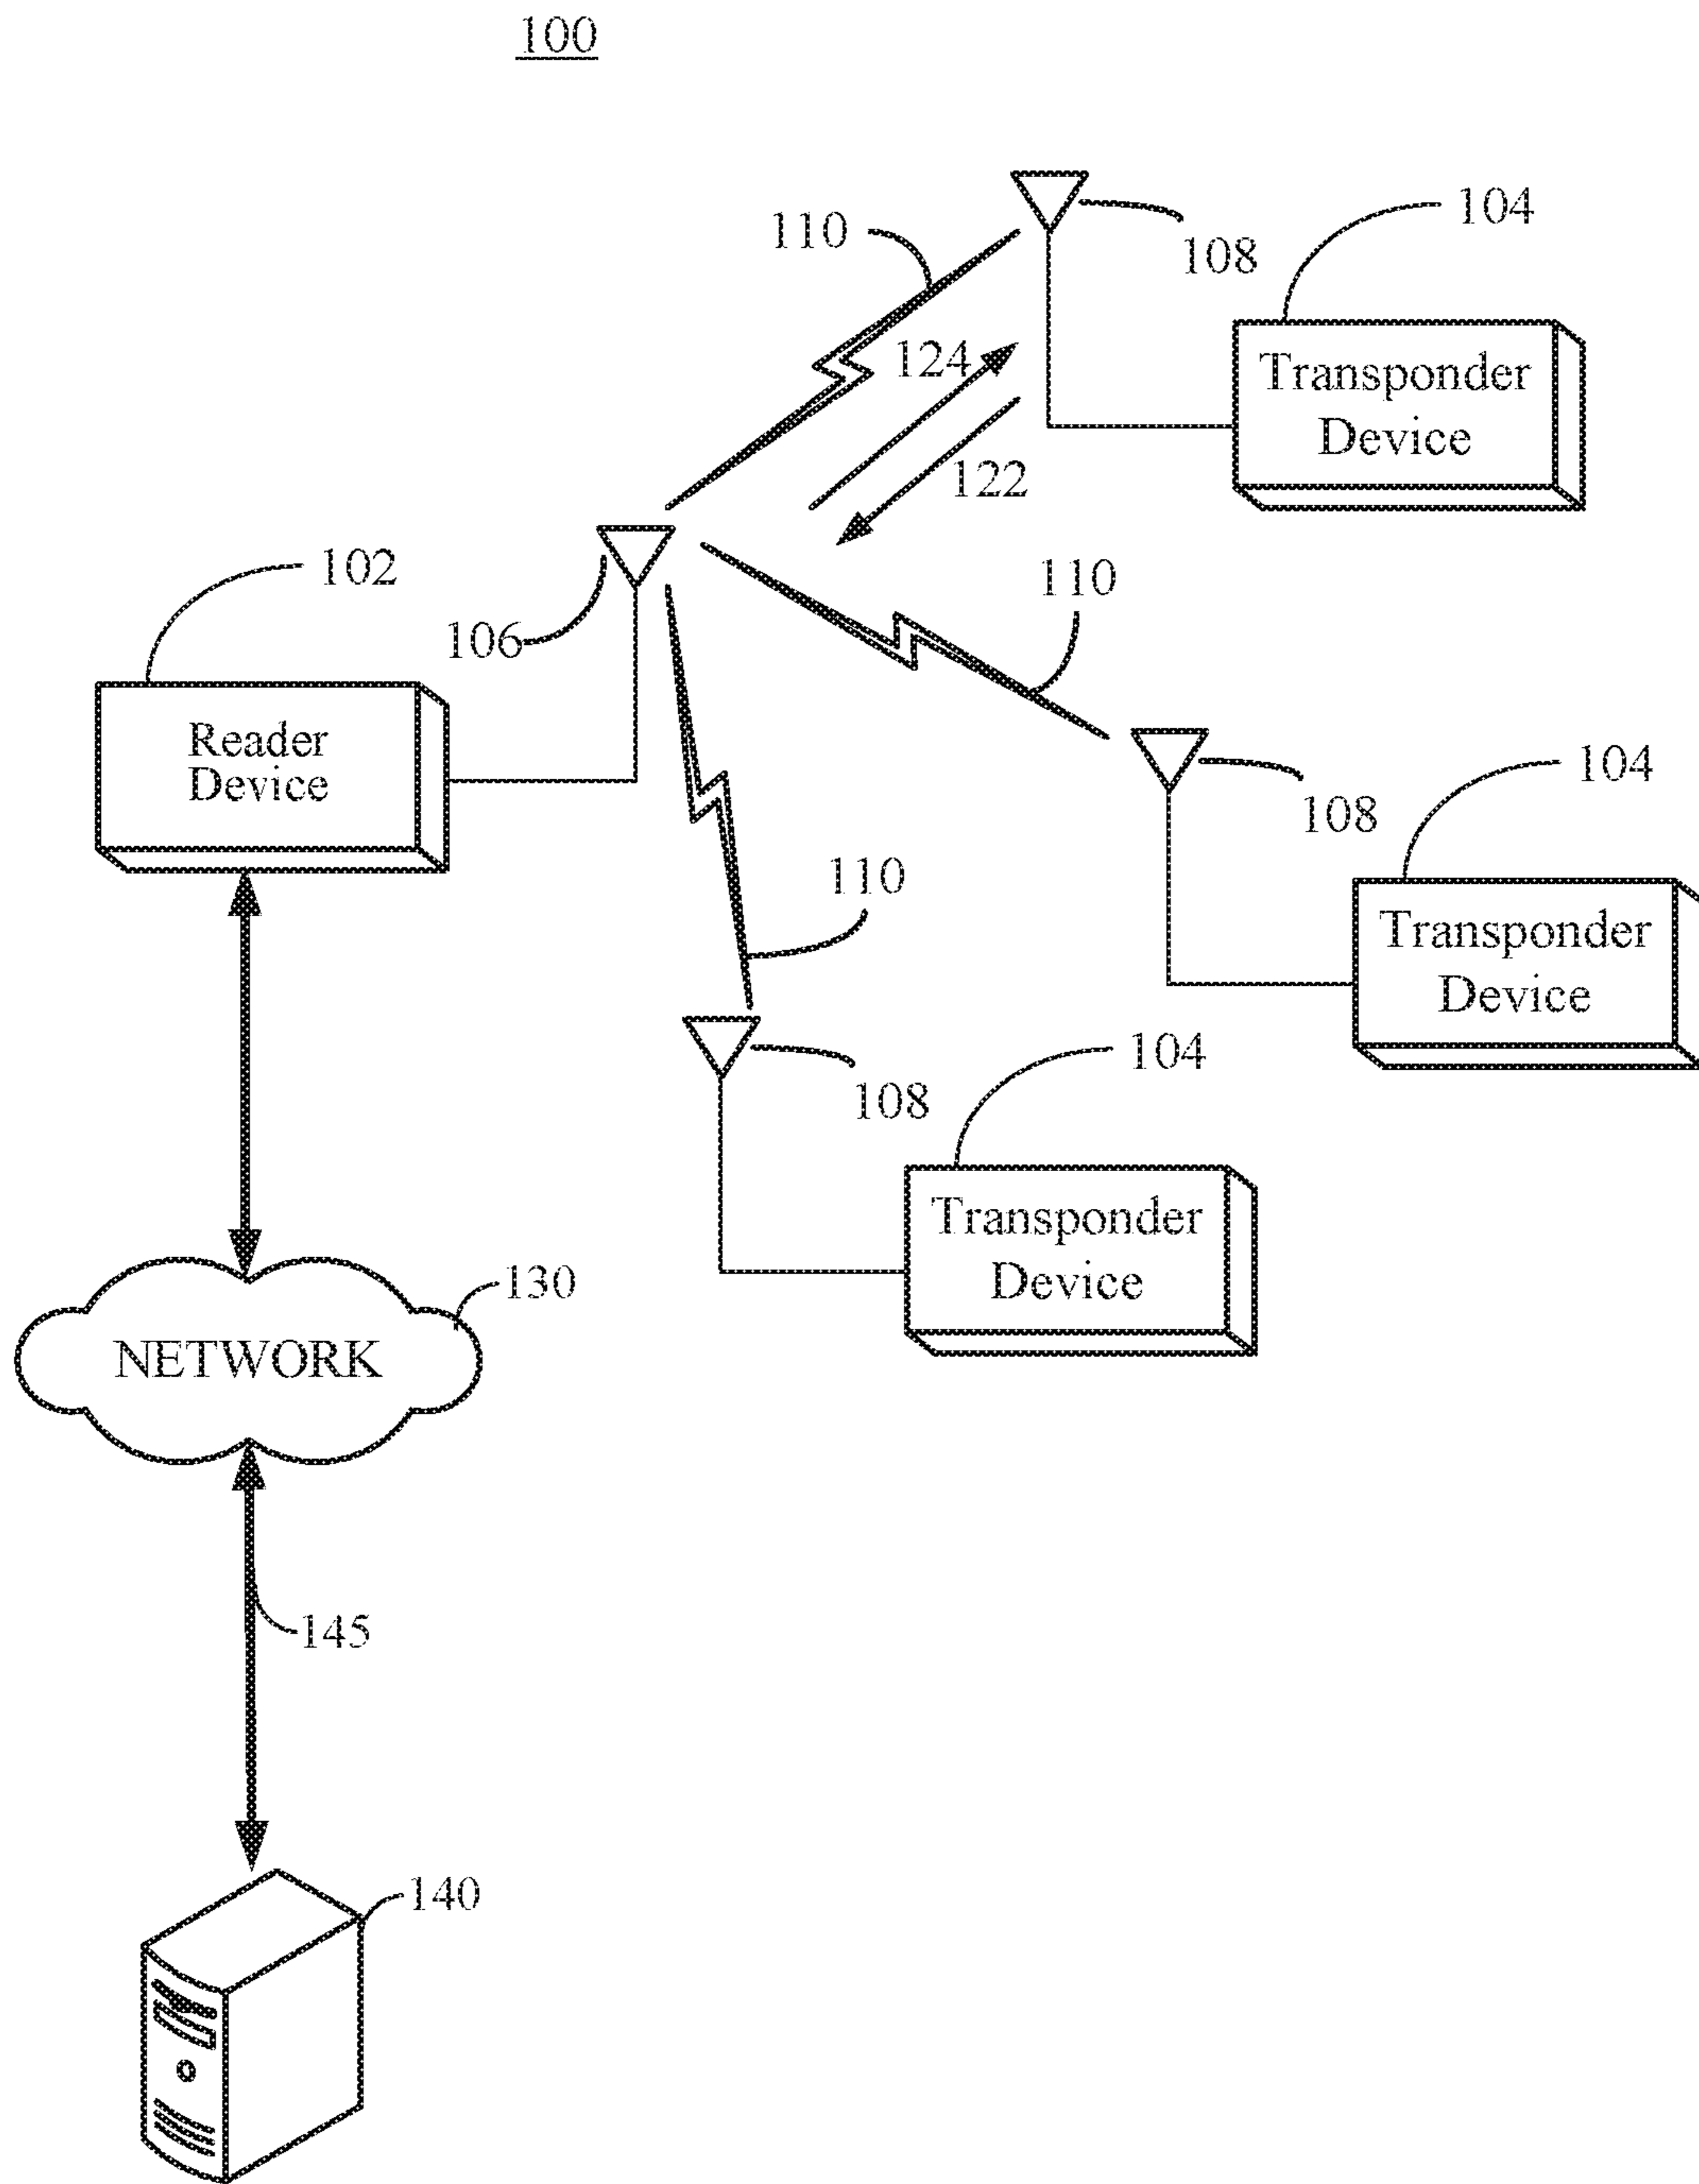 100
110
108
104
124
Transponder
Device
122
102
106
110
Reader
Device
108
104
110
Transponder
Device
108
104
Transponder
Device
130
NETWORK
145
140